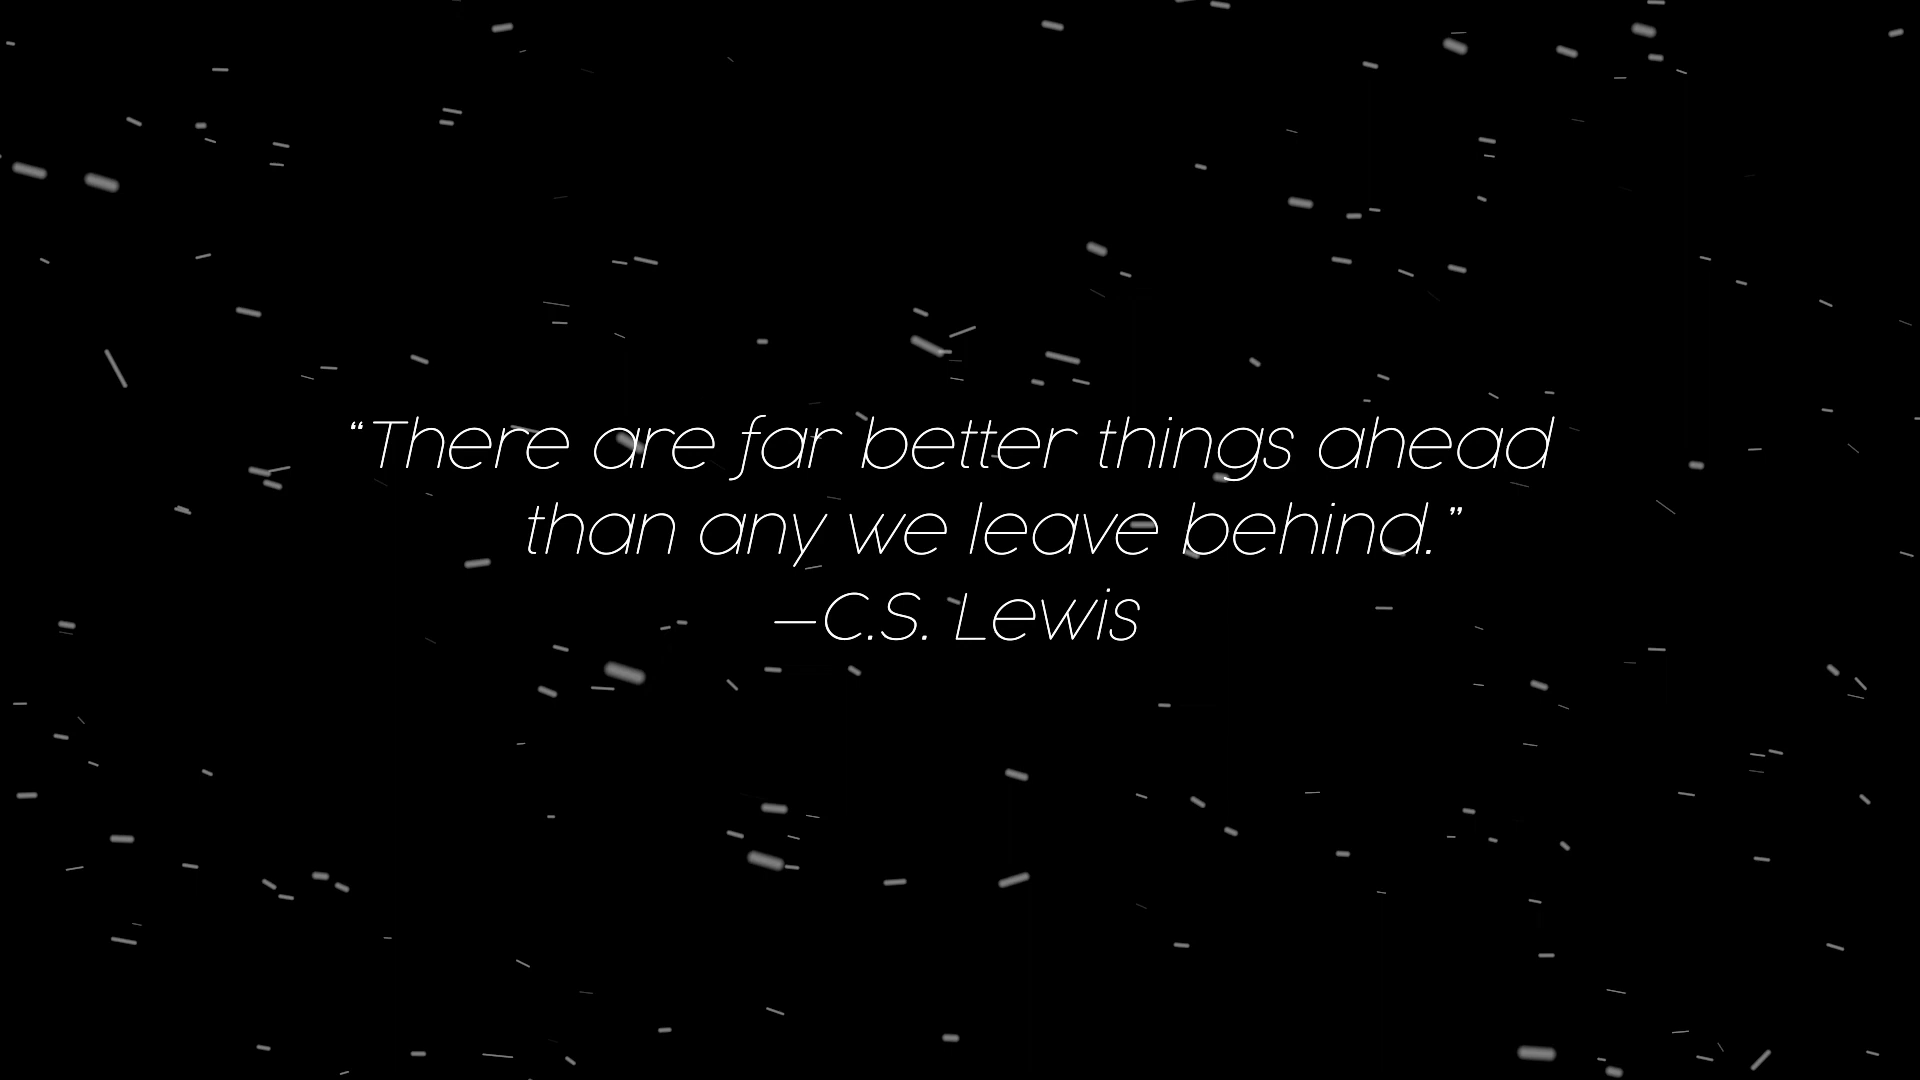 “There are far better things ahead
than any we leave behind.”
—C.S. Lewis